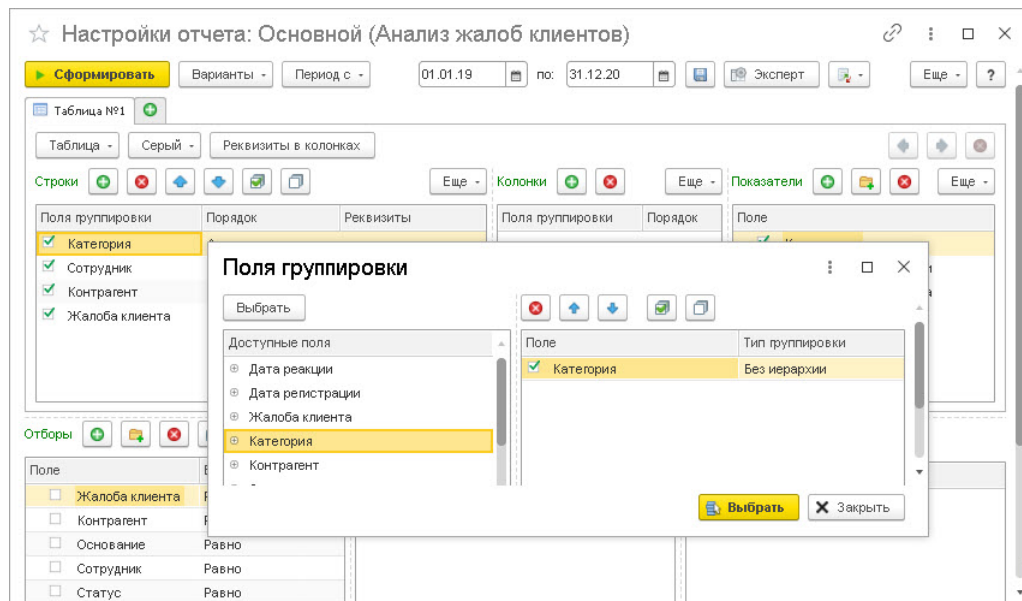 Настройки отчета: Основной (Анализ жалоб клиентов)
Сформировать Варианты Период с 01.01.19 по: 31.12.20 Эксперт Еще ?
Таблица №1
Таблица Серый Реквизиты в колонках
Строки Еще Колонки Еще Показатели Еще
Поля группировки Порядок Реквизиты Поля группировки Порядок Поле
Категория
Сотрудник
Контрагент
Жалоба клиента
Поля группировки
Выбрать
Доступные поля Поле Тип группировки
Дата реакции Категория Без иерархии
Дата регистрации
Жалоба клиента
Категория
Контрагент
Выбрать Закрыть
Отборы
Поле
Жалоба клиента
Контрагент
Основание Равно
Сотрудник Равно
Статус Равно